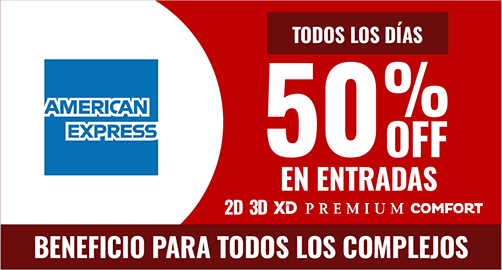 AMERICAN
EXPRESS
TODOS LOS DÍAS
50% OFF
EN ENTRADAS
2D 3D XD PREMIUM COMFORT
BENEFICIO PARA TODOS LOS COMPLEJOS